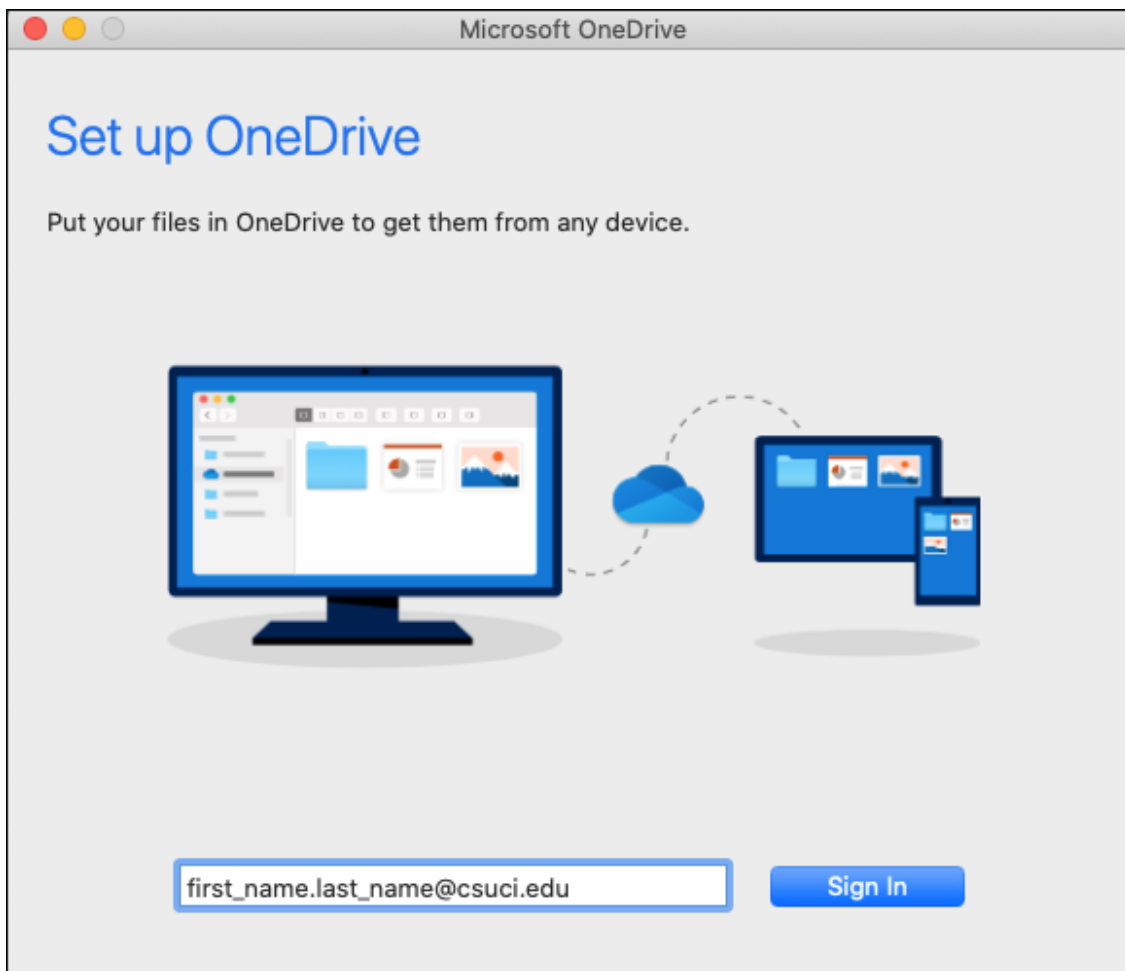 Microsoft OneDrive
Set up OneDrive
Put your files in OneDrive to get them from any device.
first_name.last_name@csuci.edu
Sign In